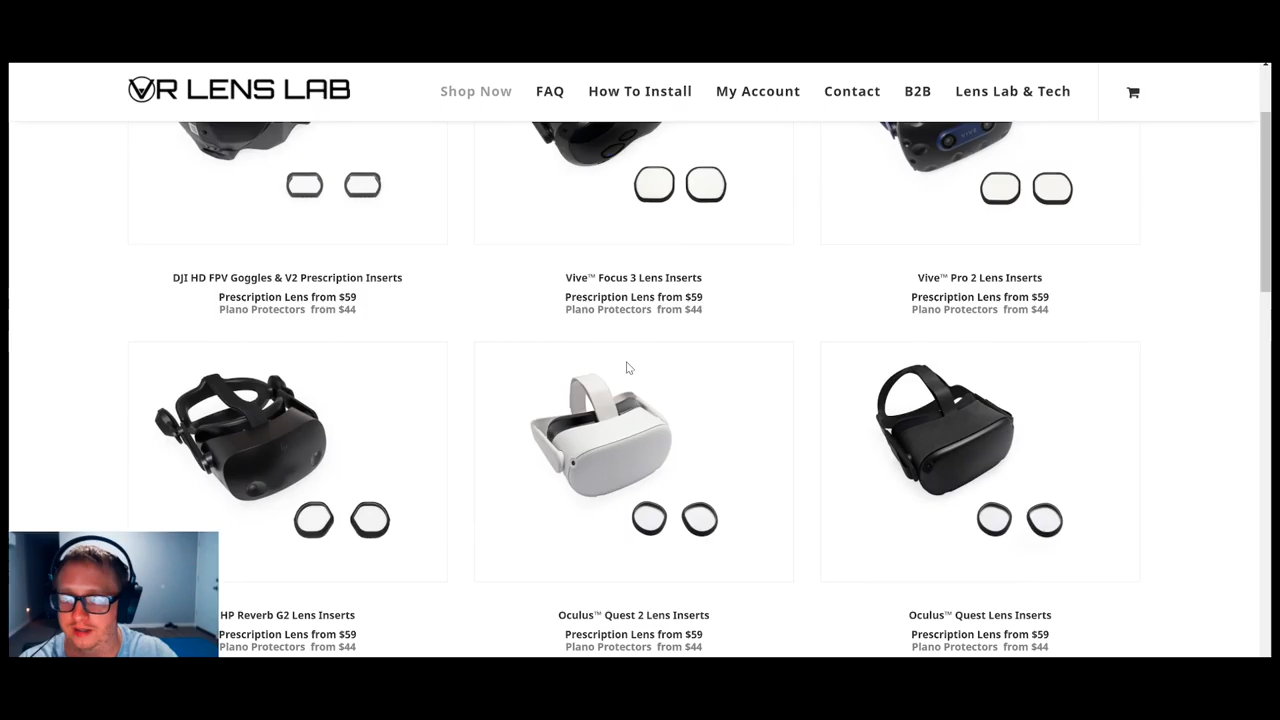 VR LENS LAB
Shop Now FAQ How To Install My Account Contact B2B Lens Lab & Tech
DJI HD FPV Goggles & V2 Prescription Inserts
Prescription Lens from $59
Plano Protectors from $44
Vive™ Focus 3 Lens Inserts
Prescription Lens from $59
Plano Protectors from $44
Vive™ Pro 2 Lens Inserts
Prescription Lens from $59
Plano Protectors from $44
HP Reverb G2 Lens Inserts
Prescription Lens from $59
Plano Protectors from $44
Oculus™ Quest 2 Lens Inserts
Prescription Lens from $59
Plano Protectors from $44
Oculus™ Quest Lens Inserts
Prescription Lens from $59
Plano Protectors from $44